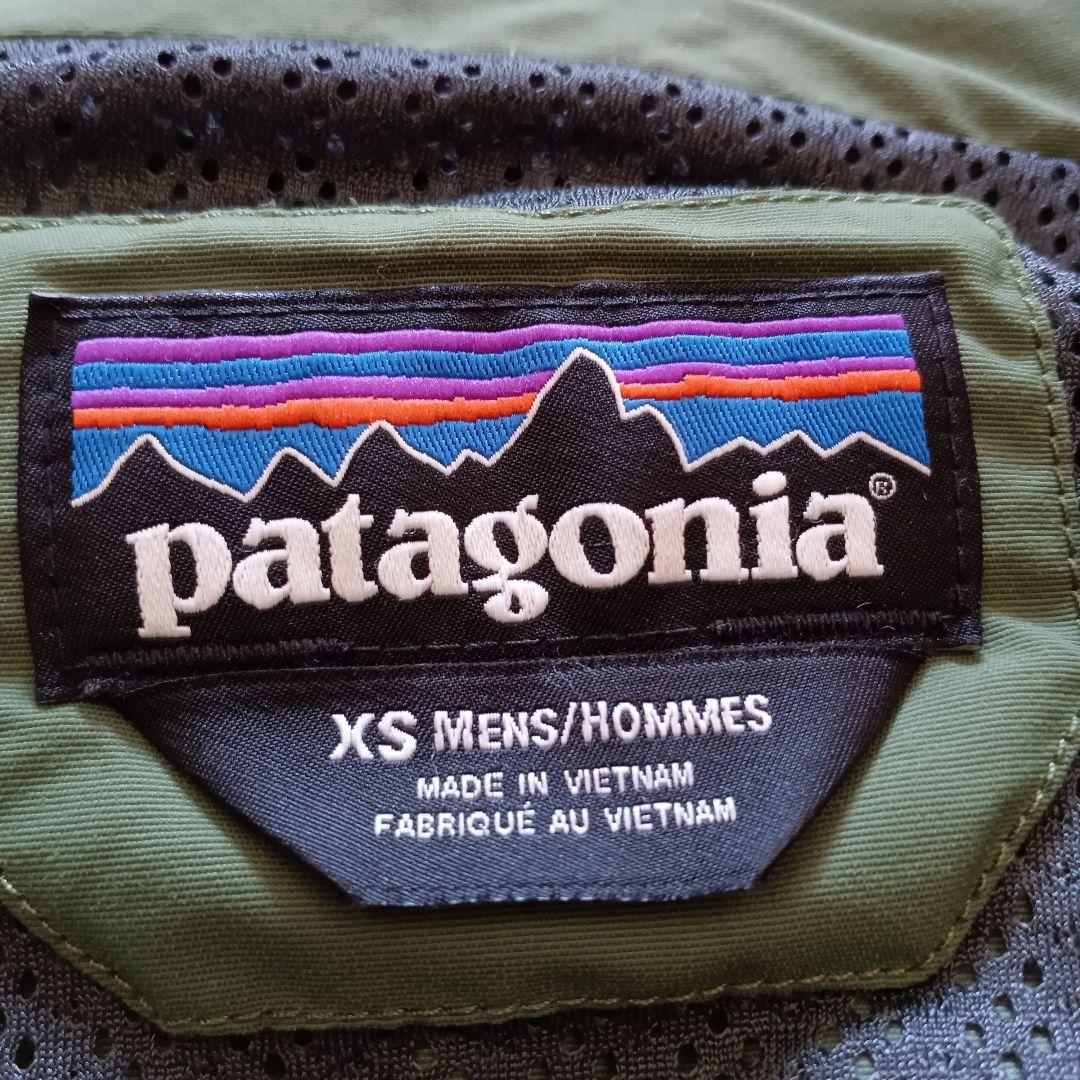 patagonia®
XS MENS/HOMMES
MADE IN VIETNAM
FABRIQUÉ AU VIETNAM